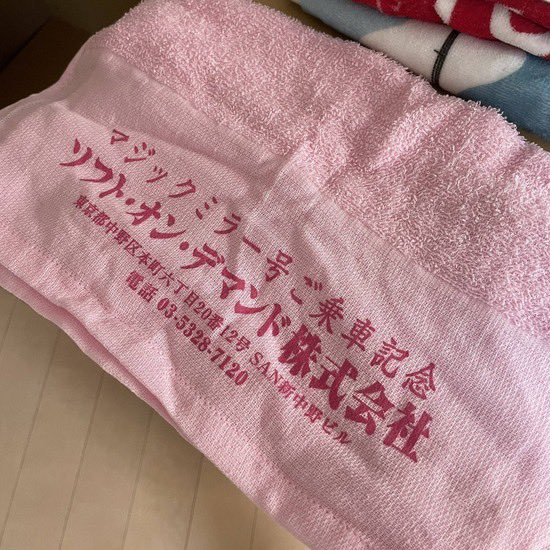 マジックミラー号ご乗車記念
ソフト・オン・デマンド株式会社
東京都中野区本町六丁目20番12号 SAN新中野ビル
電話 03-5328-7120